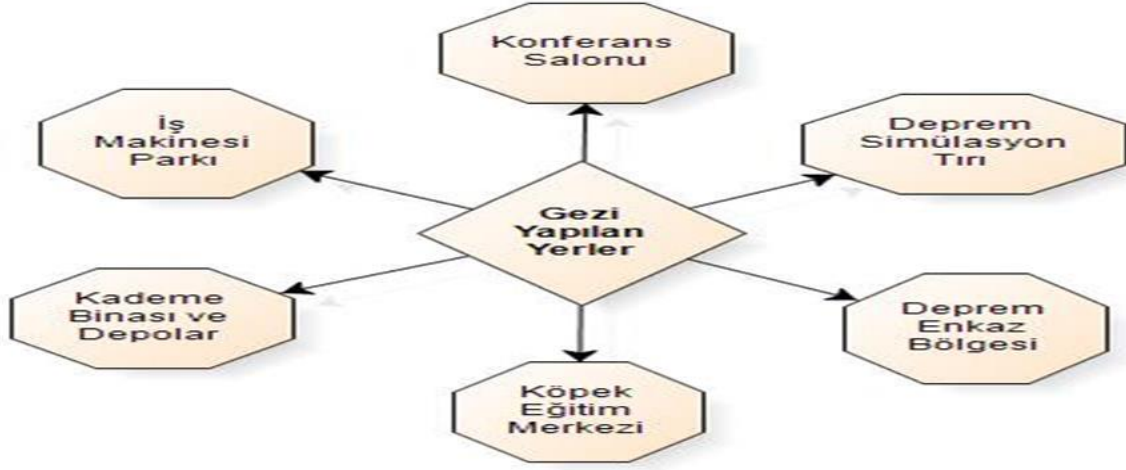 Konferans
Salonu
İş
Makinesi
Parkı
Deprem
Simülasyon
Tırı
Gezi
Yapılan
Yerler
Kademe
Binası ve
Depolar
Deprem
Enkaz
Bölgesi
Köpek
Eğitim
Merkezi